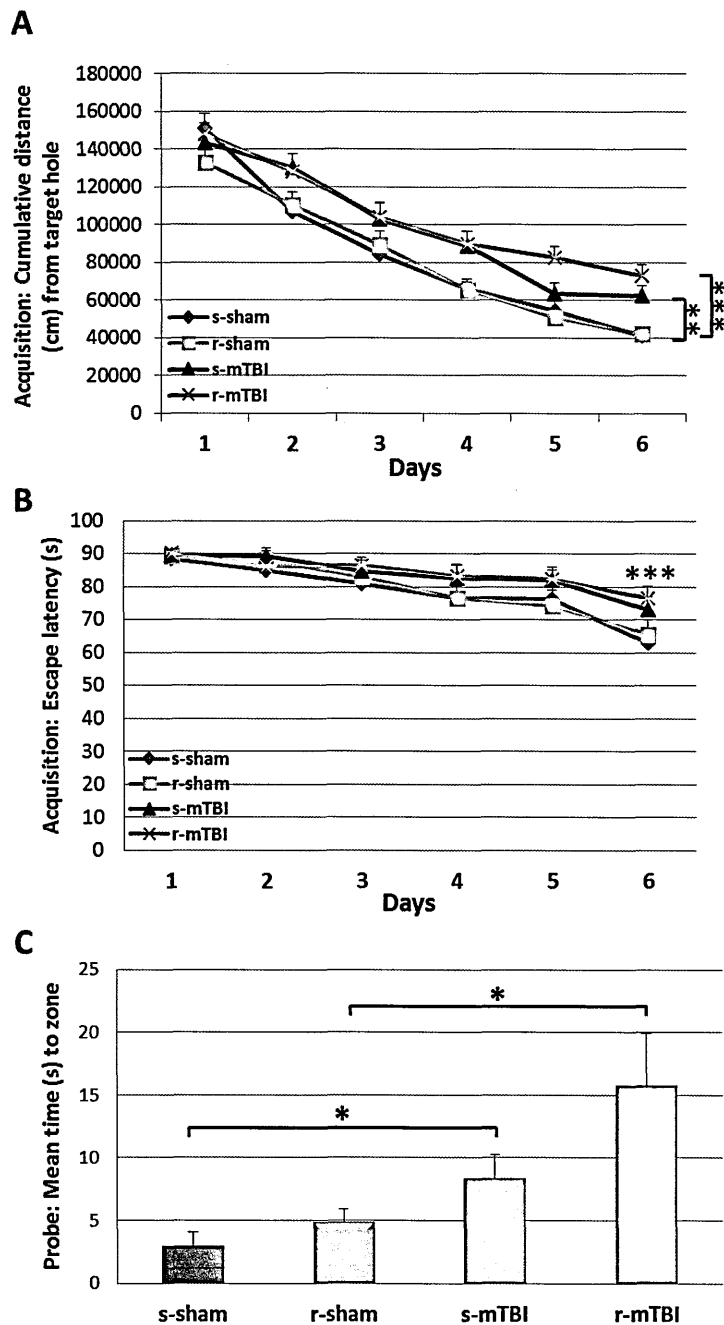 A
Acquisition: Cumulative distance
(cm) from target hole
180000
160000
140000
120000
100000
80000
60000
40000
20000
0
s-sham
r-sham
s-mTBI
r-mTBI
**
***
1 2 3 4 5 6
Days
B
Acquisition: Escape latency (s)
100
90
80
70
60
50
40
30
20
10
0
***
s-sham
r-sham
s-mTBI
r-mTBI
1 2 3 4 5 6
Days
C
Probe: Mean time (s) to zone
25
20
15
10
5
0
*
*
s-sham r-sham s-mTBI r-mTBI